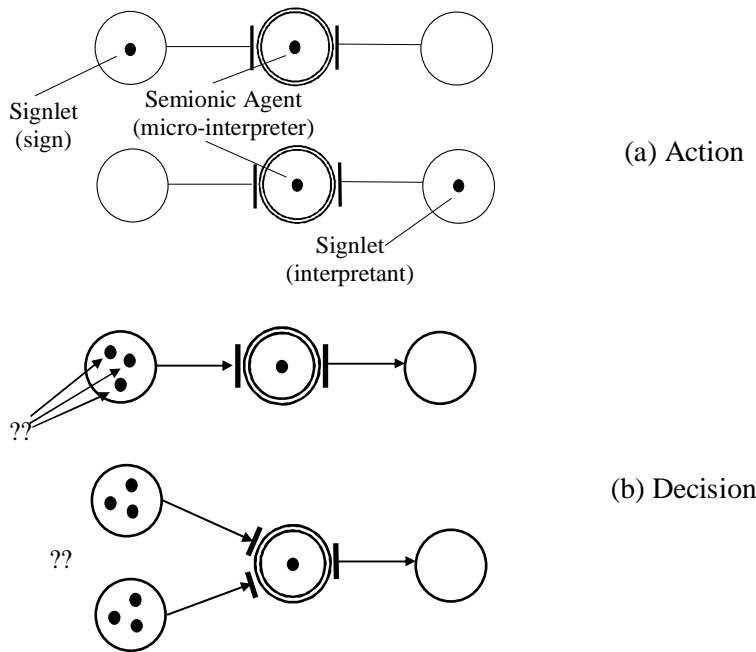 Signlet
(sign)
Semionic Agent
(micro-interpreter)
(a) Action
Signlet
(interpretant)
??
(b) Decision
??